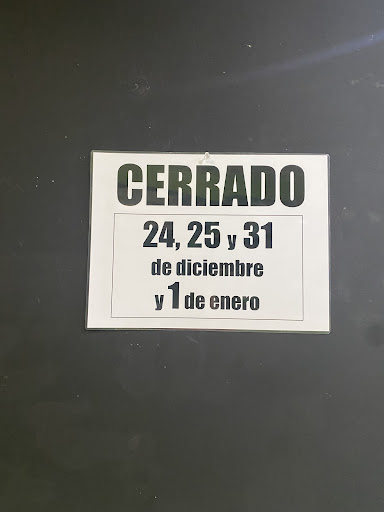 CERRADO
24, 25 y 31
de diciembre
y 1 de enero